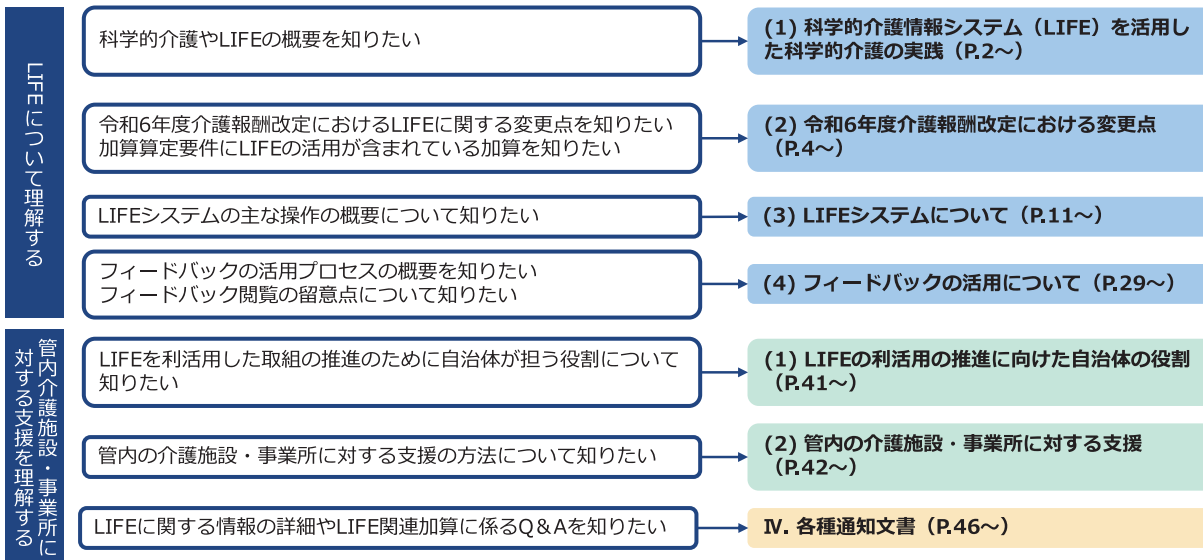 LIFEについて理解する
科学的介護やLIFEの概要を知りたい
(1) 科学的介護情報システム（LIFE）を活用し
た科学的介護の実践（P.2～）
令和6年度介護報酬改定におけるLIFEに関する変更点を知りたい
加算算定要件にLIFEの活用が含まれている加算を知りたい
(2) 令和6年度介護報酬改定における変更点
（P.4～）
LIFEシステムの主な操作の概要について知りたい
(3) LIFEシステムについて（P.11～）
フィードバックの活用プロセスの概要を知りたい
フィードバック閲覧の留意点について知りたい
(4) フィードバックの活用について（P.29～）
管内介護施設・事業所に
対する支援を理解する
LIFEを利活用した取組の推進のために自治体が担う役割について
知りたい
(1) LIFEの利活用の推進に向けた自治体の役割
（P.41～）
管内の介護施設・事業所に対する支援の方法について知りたい
(2) 管内の介護施設・事業所に対する支援
（P.42～）
LIFEに関する情報の詳細やLIFE関連加算に係るQ&Aを知りたい
Ⅳ. 各種通知文書（P.46～）